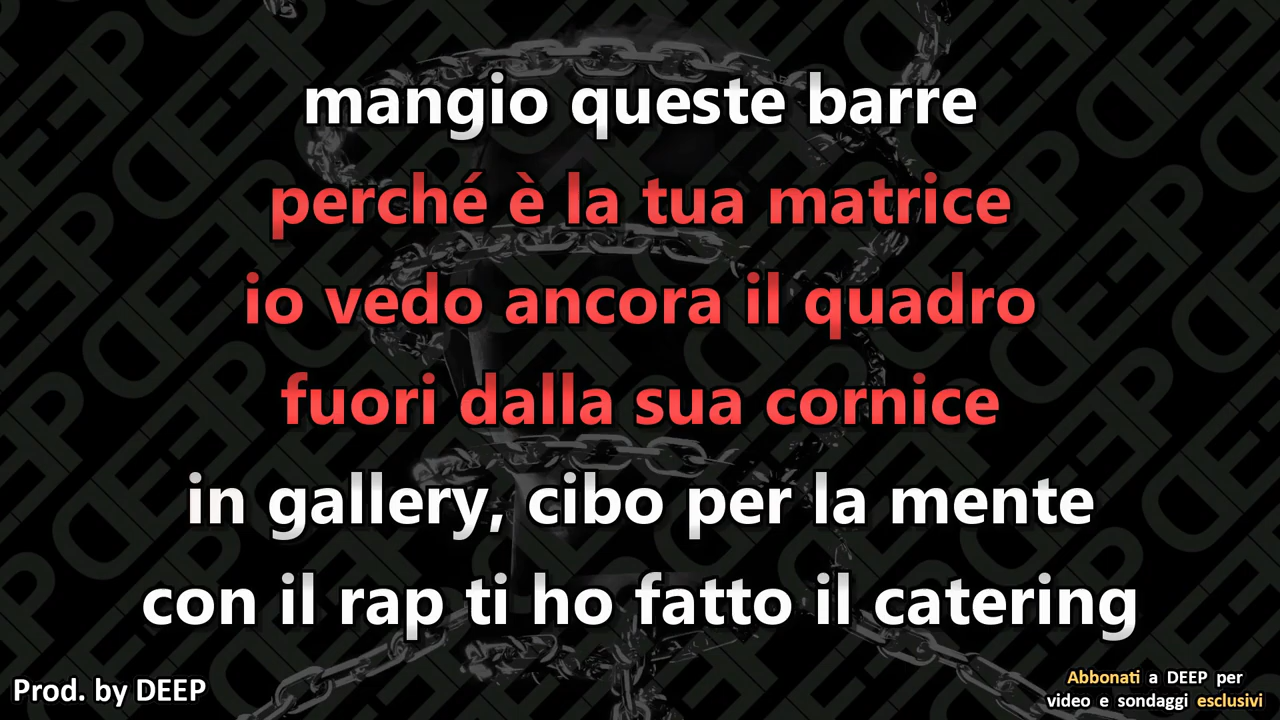 mangio queste barre
perché è la tua matrice
io vedo ancora il quadro
fuori dalla sua cornice
in gallery, cibo per la mente
con il rap ti ho fatto il catering
Prod. by DEEP
Abbonati a DEEP per
video e sondaggi esclusivi